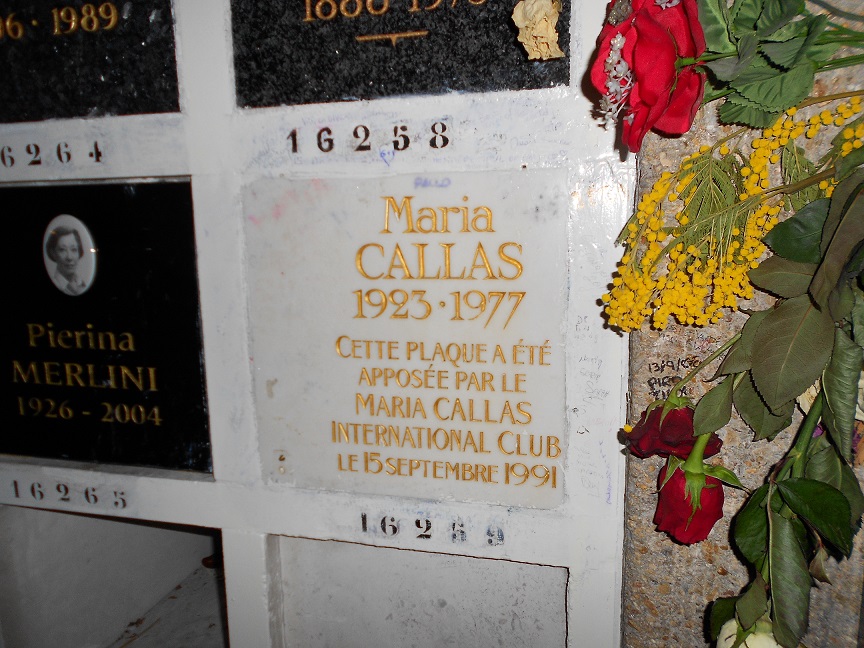 1989
16258
6264
Maria
CALLAS
1923·1977
CETTE PLAQUE A ÉTÉ
APPOSÉE PAR LE
MARIA CALLAS
INTERNATIONAL CLUB
LE 15 SEPTEMBRE 1991
Pierina
MERLINI
1926 - 2004
16265
16259